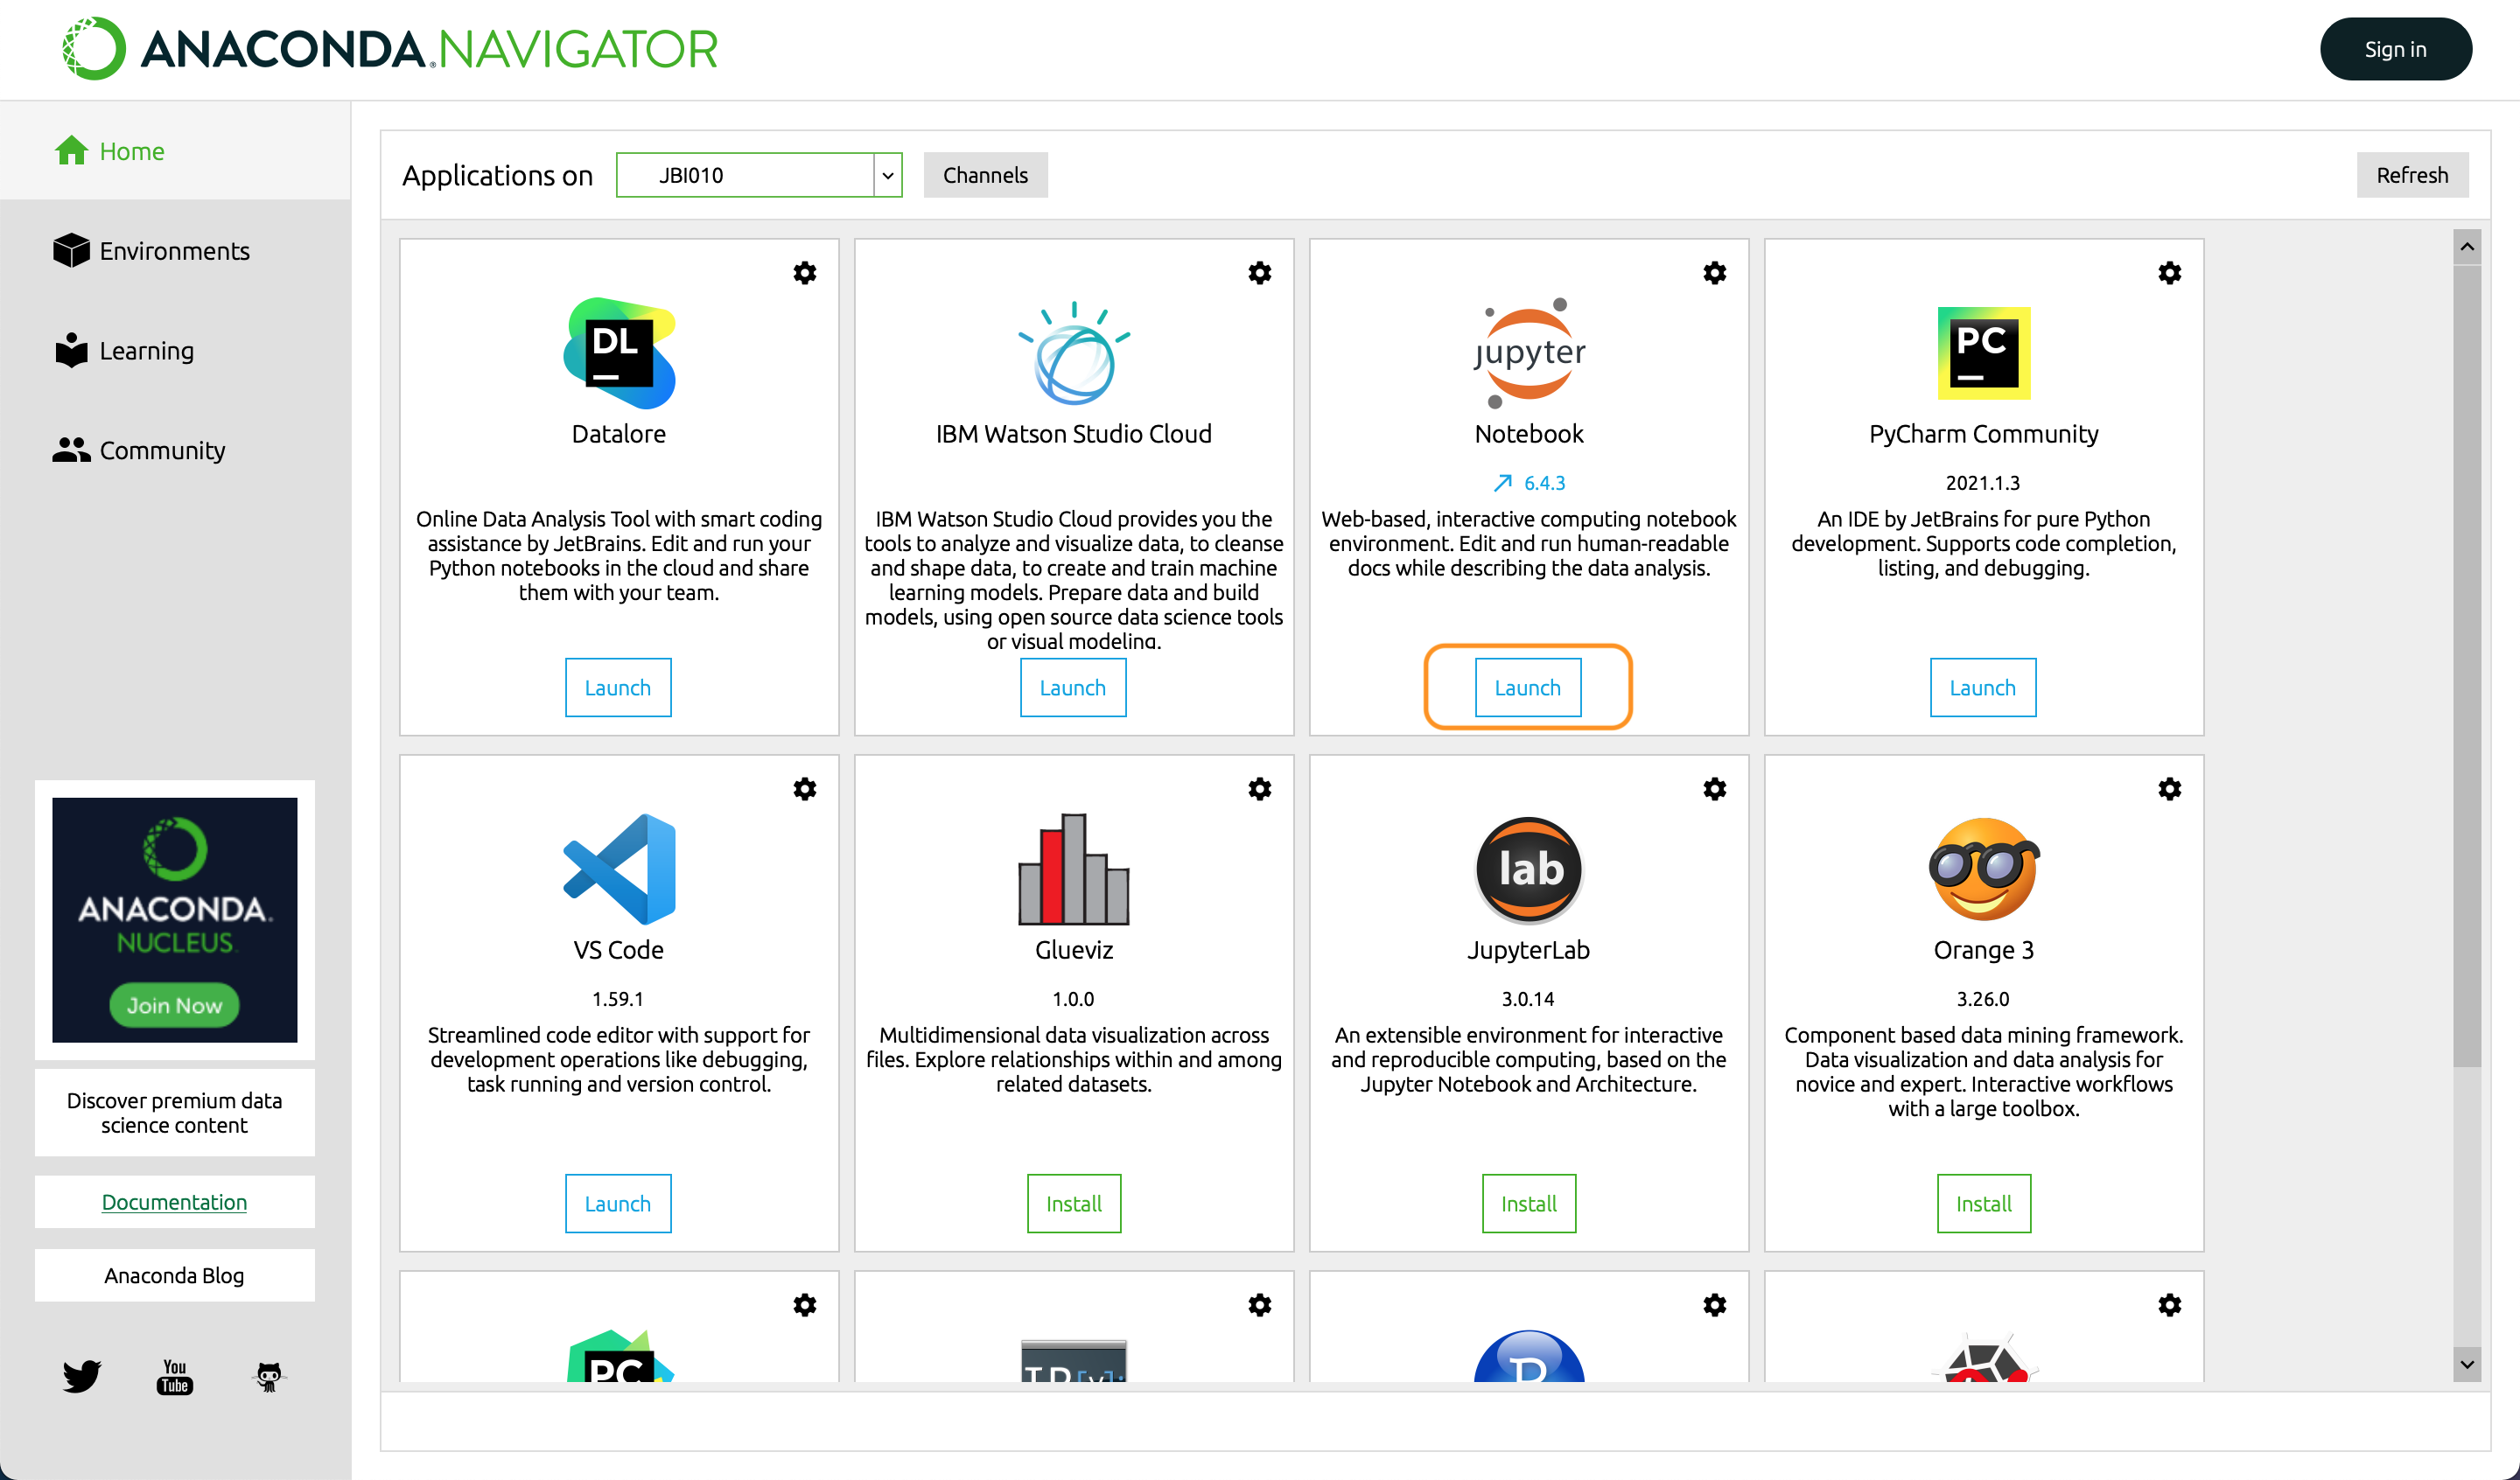 ANACONDA.NAVIGATOR
Sign in
Home
Environments
Learning
Community
ANACONDA.
NUCLEUS
Join Now
Discover premium data
science content
Documentation
Anaconda Blog
You
Tube
Applications on
JBI010
Channels
Refresh
DL
Datalore
Online Data Analysis Tool with smart coding
assistance by JetBrains. Edit and run your
Python notebooks in the cloud and share
them with your team.
Launch
IBM Watson Studio Cloud
IBM Watson Studio Cloud provides you the
tools to analyze and visualize data, to cleanse
and shape data, to create and train machine
learning models. Prepare data and build
models, using open source data science tools
or visual modeling.
Launch
jupyter
Notebook
6.4.3
Web-based, interactive computing notebook
environment. Edit and run human-readable
docs while describing the data analysis.
Launch
PC
PyCharm Community
2021.1.3
An IDE by JetBrains for pure Python
development. Supports code completion,
listing, and debugging.
Launch
VS Code
1.59.1
Streamlined code editor with support for
development operations like debugging,
task running and version control.
Launch
Glueviz
1.0.0
Multidimensional data visualization across
files. Explore relationships within and among
related datasets.
Install
lab
JupyterLab
3.0.14
An extensible environment for interactive
and reproducible computing, based on the
Jupyter Notebook and Architecture.
Install
Orange 3
3.26.0
Component based data mining framework.
Data visualization and data analysis for
novice and expert. Interactive workflows
with a large toolbox.
Install
PC
R